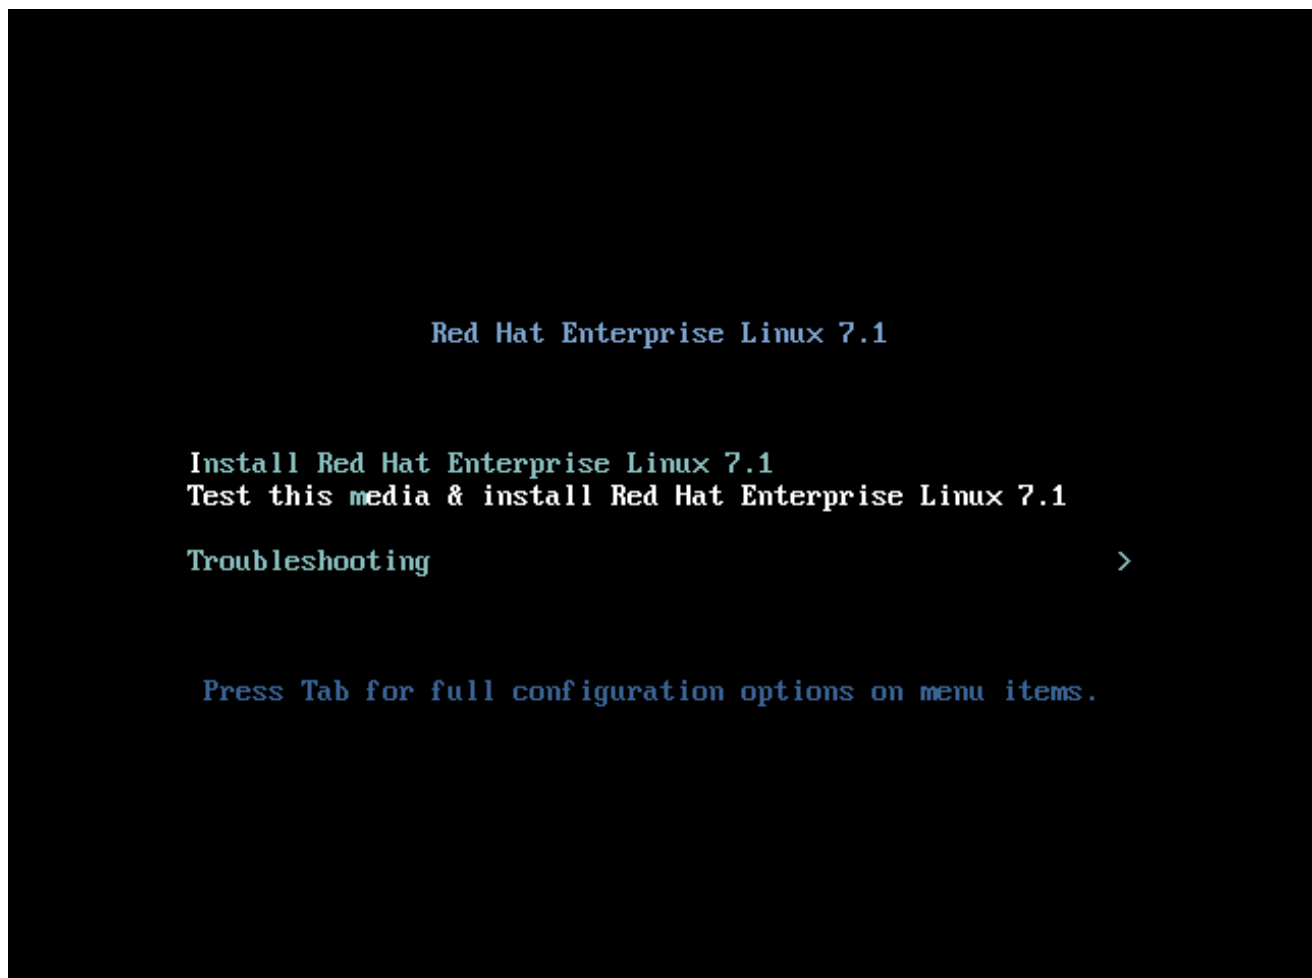 Red Hat Enterprise Linux 7.1
Install Red Hat Enterprise Linux 7.1
Test this media & install Red Hat Enterprise Linux 7.1
Troubleshooting >
Press Tab for full configuration options on menu items.